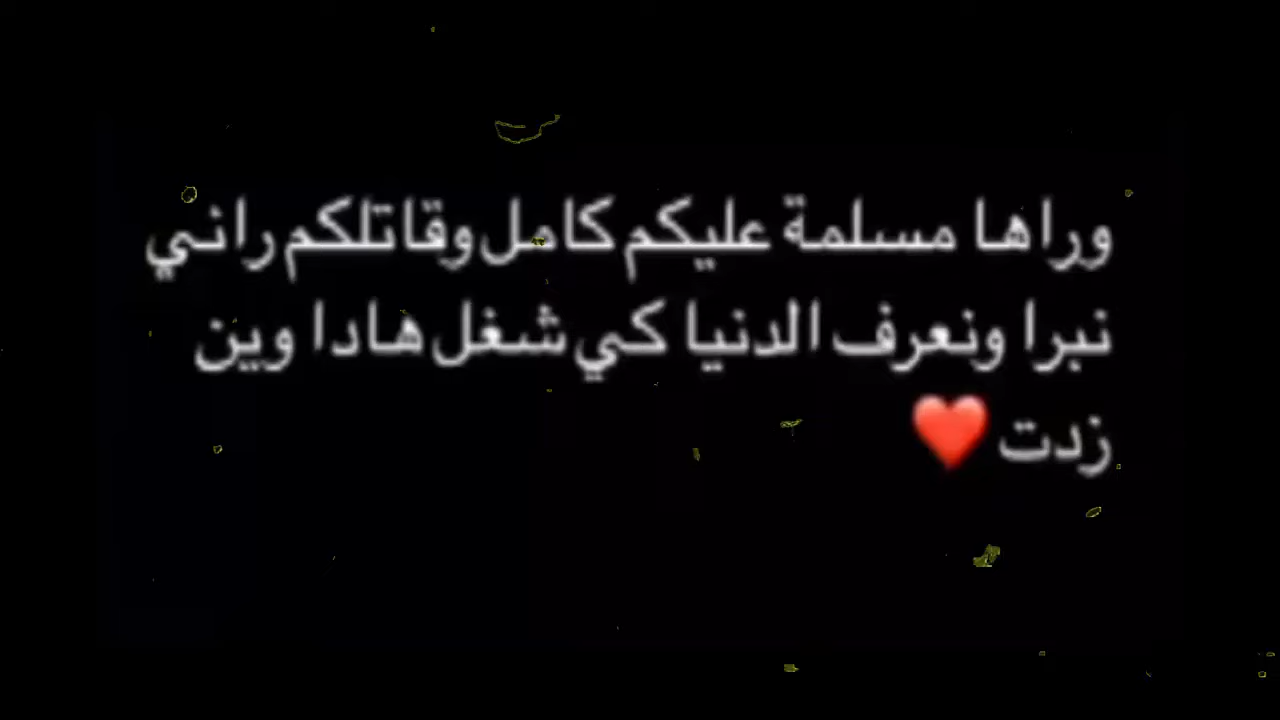 وراها مسلمة عليكم كامل وقاتلكم راني
نبرا ونعرف الدنيا كي شغل هادا وين
زدت ❤️